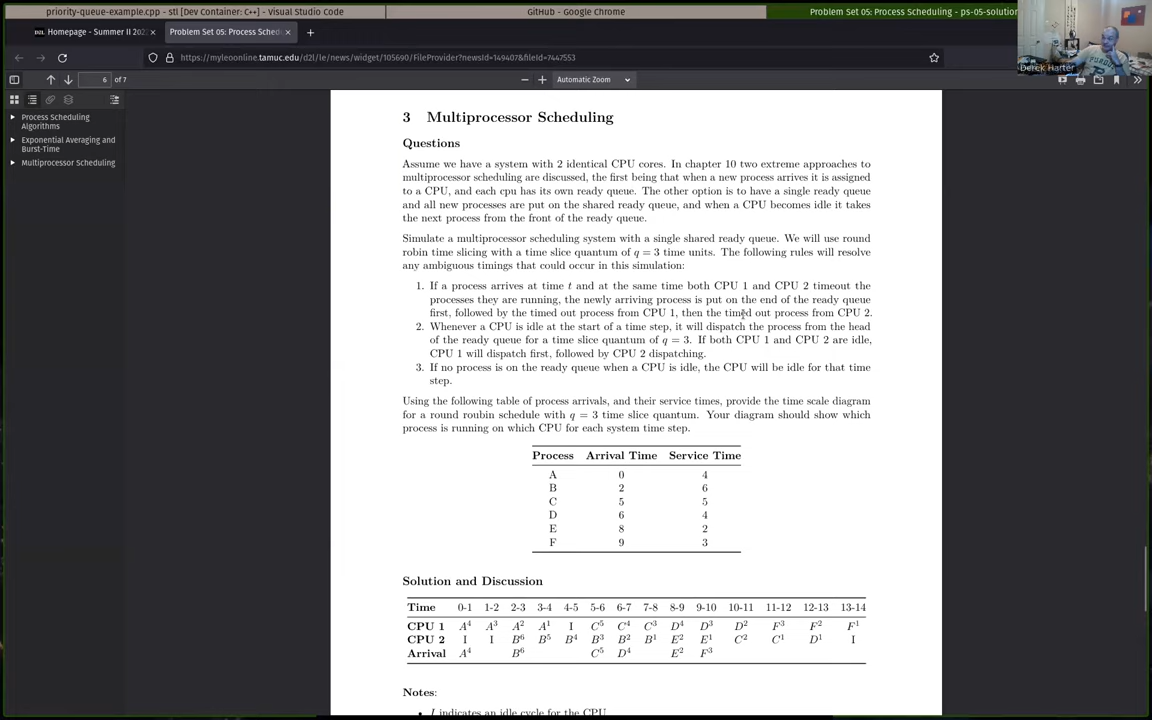 priority-queue-example.cpp - stl [Dev Container: C++] - Visual Studio Code
GitHub - Google Chrome
Problem Set 05: Process Scheduling - ps-05-solution
Homepage - Summer II 202
Problem Set 05: Process Schedu
https://myleoonline.tamuc.edu/d2l/le/news/widget/105690/FileProvider?newsId=149407&fileId=7447553
Derek Harter
6 of 7
Automatic Zoom
Process Scheduling
Algorithms
Exponential Averaging and
Burst-Time
Multiprocessor Scheduling
3 Multiprocessor Scheduling
Questions
Assume we have a system with 2 identical CPU cores. In chapter 10 two extreme approaches to
multiprocessor scheduling are discussed, the first being that when a new process arrives it is assigned
to a CPU, and each cpu has its own ready queue. The other option is to have a single ready queue
and all new processes are put on the shared ready queue, and when a CPU becomes idle it takes
the next process from the front of the ready queue.
Simulate a multiprocessor scheduling system with a single shared ready queue. We will use round
robin time slicing with a time slice quantum of q = 3 time units. The following rules will resolve
any ambiguous timings that could occur in this simulation:
1. If a process arrives at time t and at the same time both CPU 1 and CPU 2 timeout the
processes they are running, the newly arriving process is put on the end of the ready queue
first, followed by the timed out process from CPU 1, then the timed out process from CPU 2.
2. Whenever a CPU is idle at the start of a time step, it will dispatch the process from the head
of the ready queue for a time slice quantum of q = 3. If both CPU 1 and CPU 2 are idle,
CPU 1 will dispatch first, followed by CPU 2 dispatching.
3. If no process is on the ready queue when a CPU is idle, the CPU will be idle for that time
step.
Using the following table of process arrivals, and their service times, provide the time scale diagram
for a round roubin schedule with q = 3 time slice quantum. Your diagram should show which
process is running on which CPU for each system time step.
Process Arrival Time Service Time
A 0 4
B 2 6
C 5 5
D 6 4
E 8 2
F 9 3
Solution and Discussion
Time 0-1 1-2 2-3 3-4 4-5 5-6 6-7 7-8 8-9 9-10 10-11 11-12 12-13 13-14
CPU 1 A⁴ A³ A² A¹ I C⁵ C⁴ C³ D⁴ D³ D² F³ F² F¹
CPU 2 I I B⁶ B⁵ B⁴ B³ B² B¹ E² E¹ C² C¹ D¹ I
Arrival A⁴ B⁶ C⁵ D⁴ E² F³
Notes:
• I indicates an idle cycle for the CPU